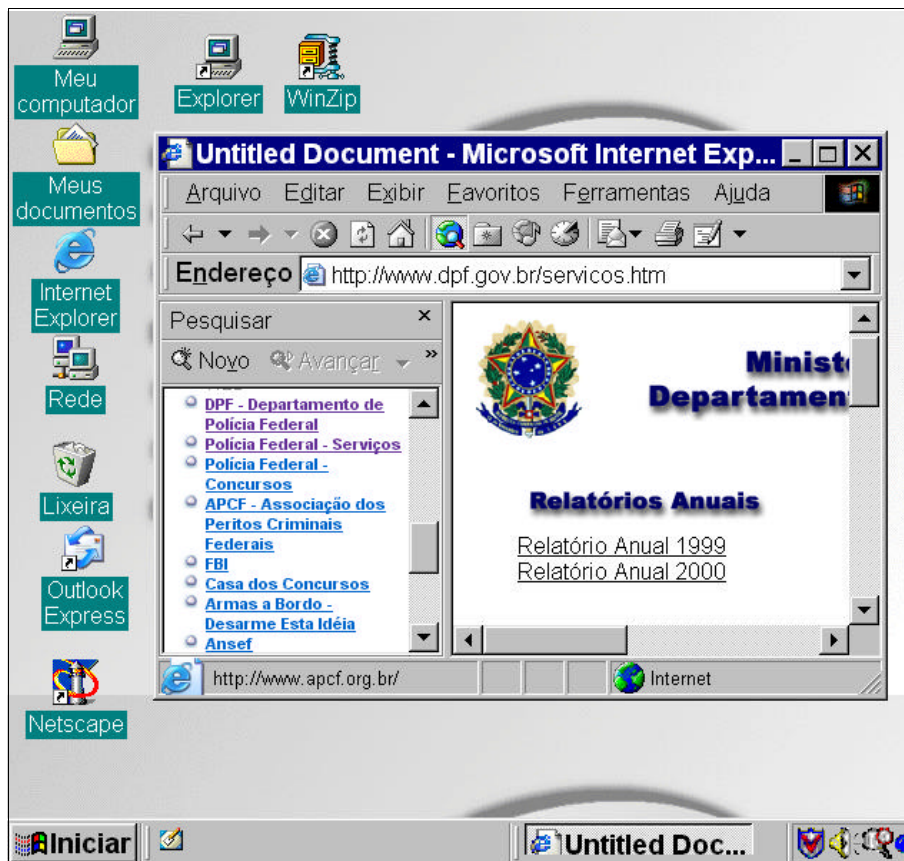 Meu
computador
Explorer
WinZip
Meus
documentos
Internet
Explorer
Rede
Lixeira
Outlook
Express
Netscape
Untitled Document - Microsoft Internet Exp...
Arquivo Editar Exibir Favoritos Ferramentas Ajuda
Endereço http://www.dpf.gov.br/servicos.htm
Pesquisar
Novo Avançar »
DPF - Departamento de
Polícia Federal
Polícia Federal - Serviços
Polícia Federal -
Concursos
APCF - Associação dos
Peritos Criminais
Federais
FBI
Casa dos Concursos
Armas a Bordo -
Desarme Esta Idéia
Ansef
Minist
Departamen
Relatórios Anuais
Relatório Anual 1999
Relatório Anual 2000
http://www.apcf.org.br/
Internet
Iniciar
Untitled Doc...